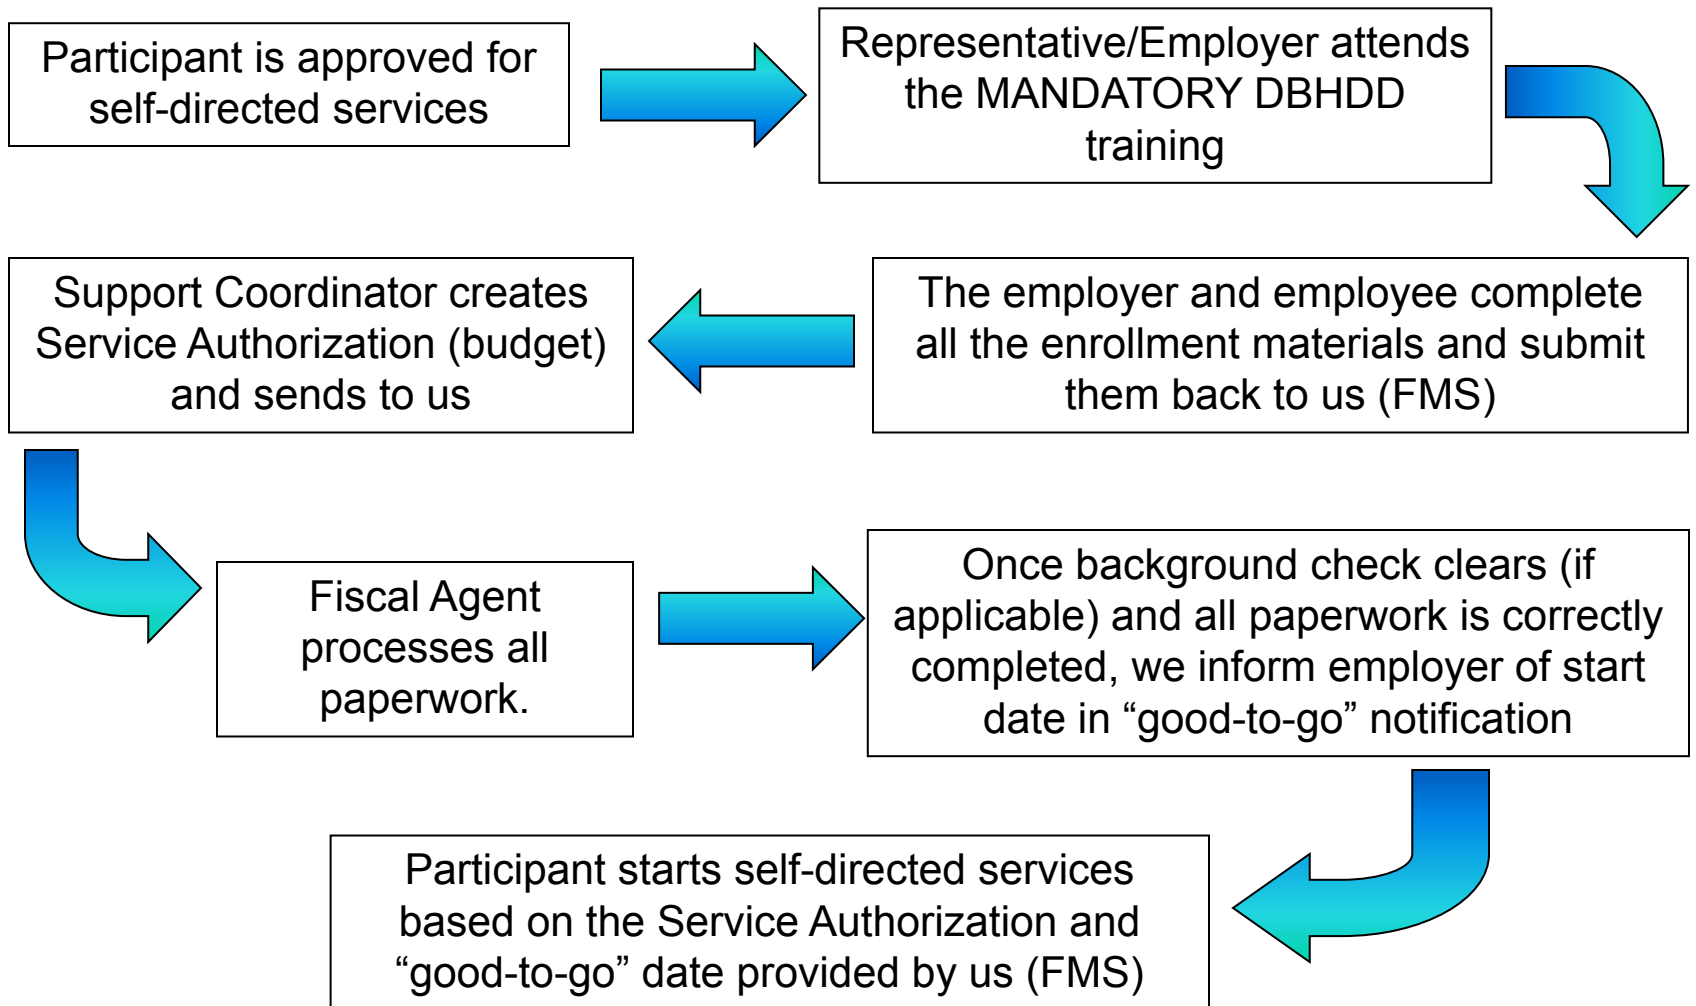 Participant is approved for
self-directed services
Representative/Employer attends
the MANDATORY DBHDD
training
The employer and employee complete
all the enrollment materials and submit
them back to us (FMS)
Support Coordinator creates
Service Authorization (budget)
and sends to us
Fiscal Agent
processes all
paperwork.
Once background check clears (if
applicable) and all paperwork is correctly
completed, we inform employer of start
date in “good-to-go” notification
Participant starts self-directed services
based on the Service Authorization and
“good-to-go” date provided by us (FMS)